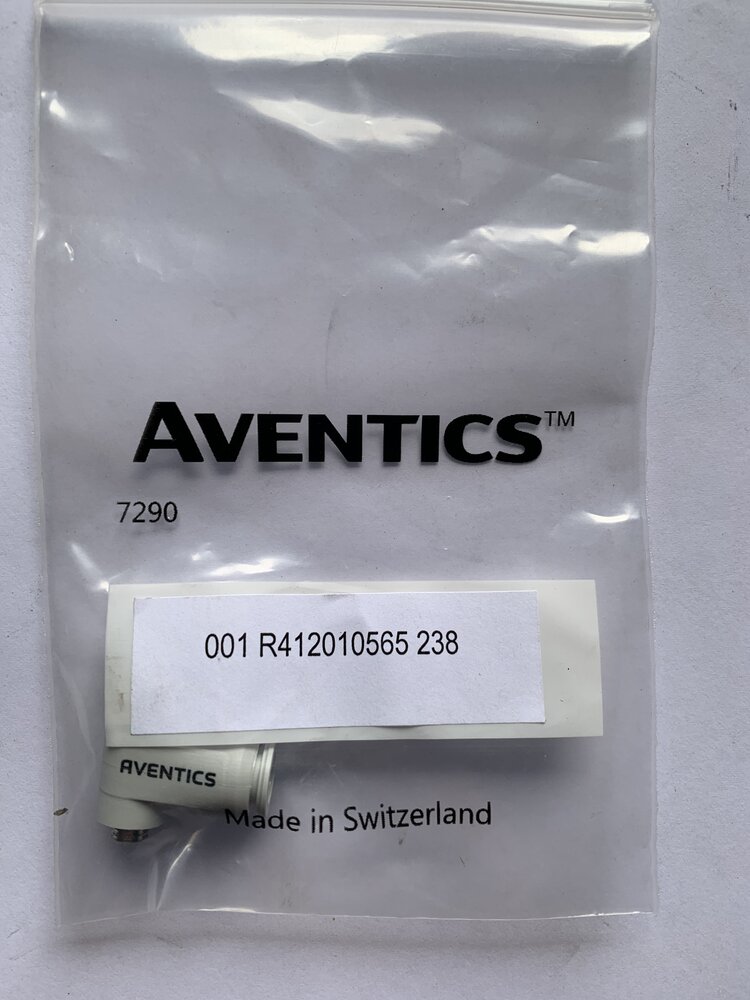 AVENTICS™
7290
001 R412010565 238
AVENTICS
Made in Switzerland